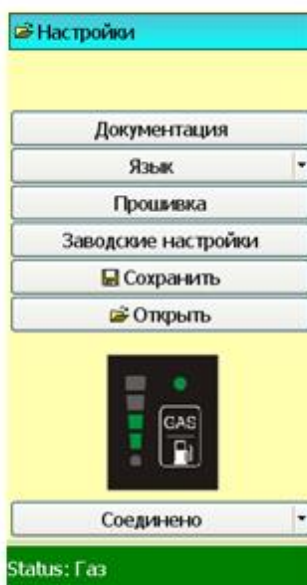 Настройки
Документация
Язык
Прошивка
Заводские настройки
Сохранить
Открыть
GAS
Соединено
Status: Газ